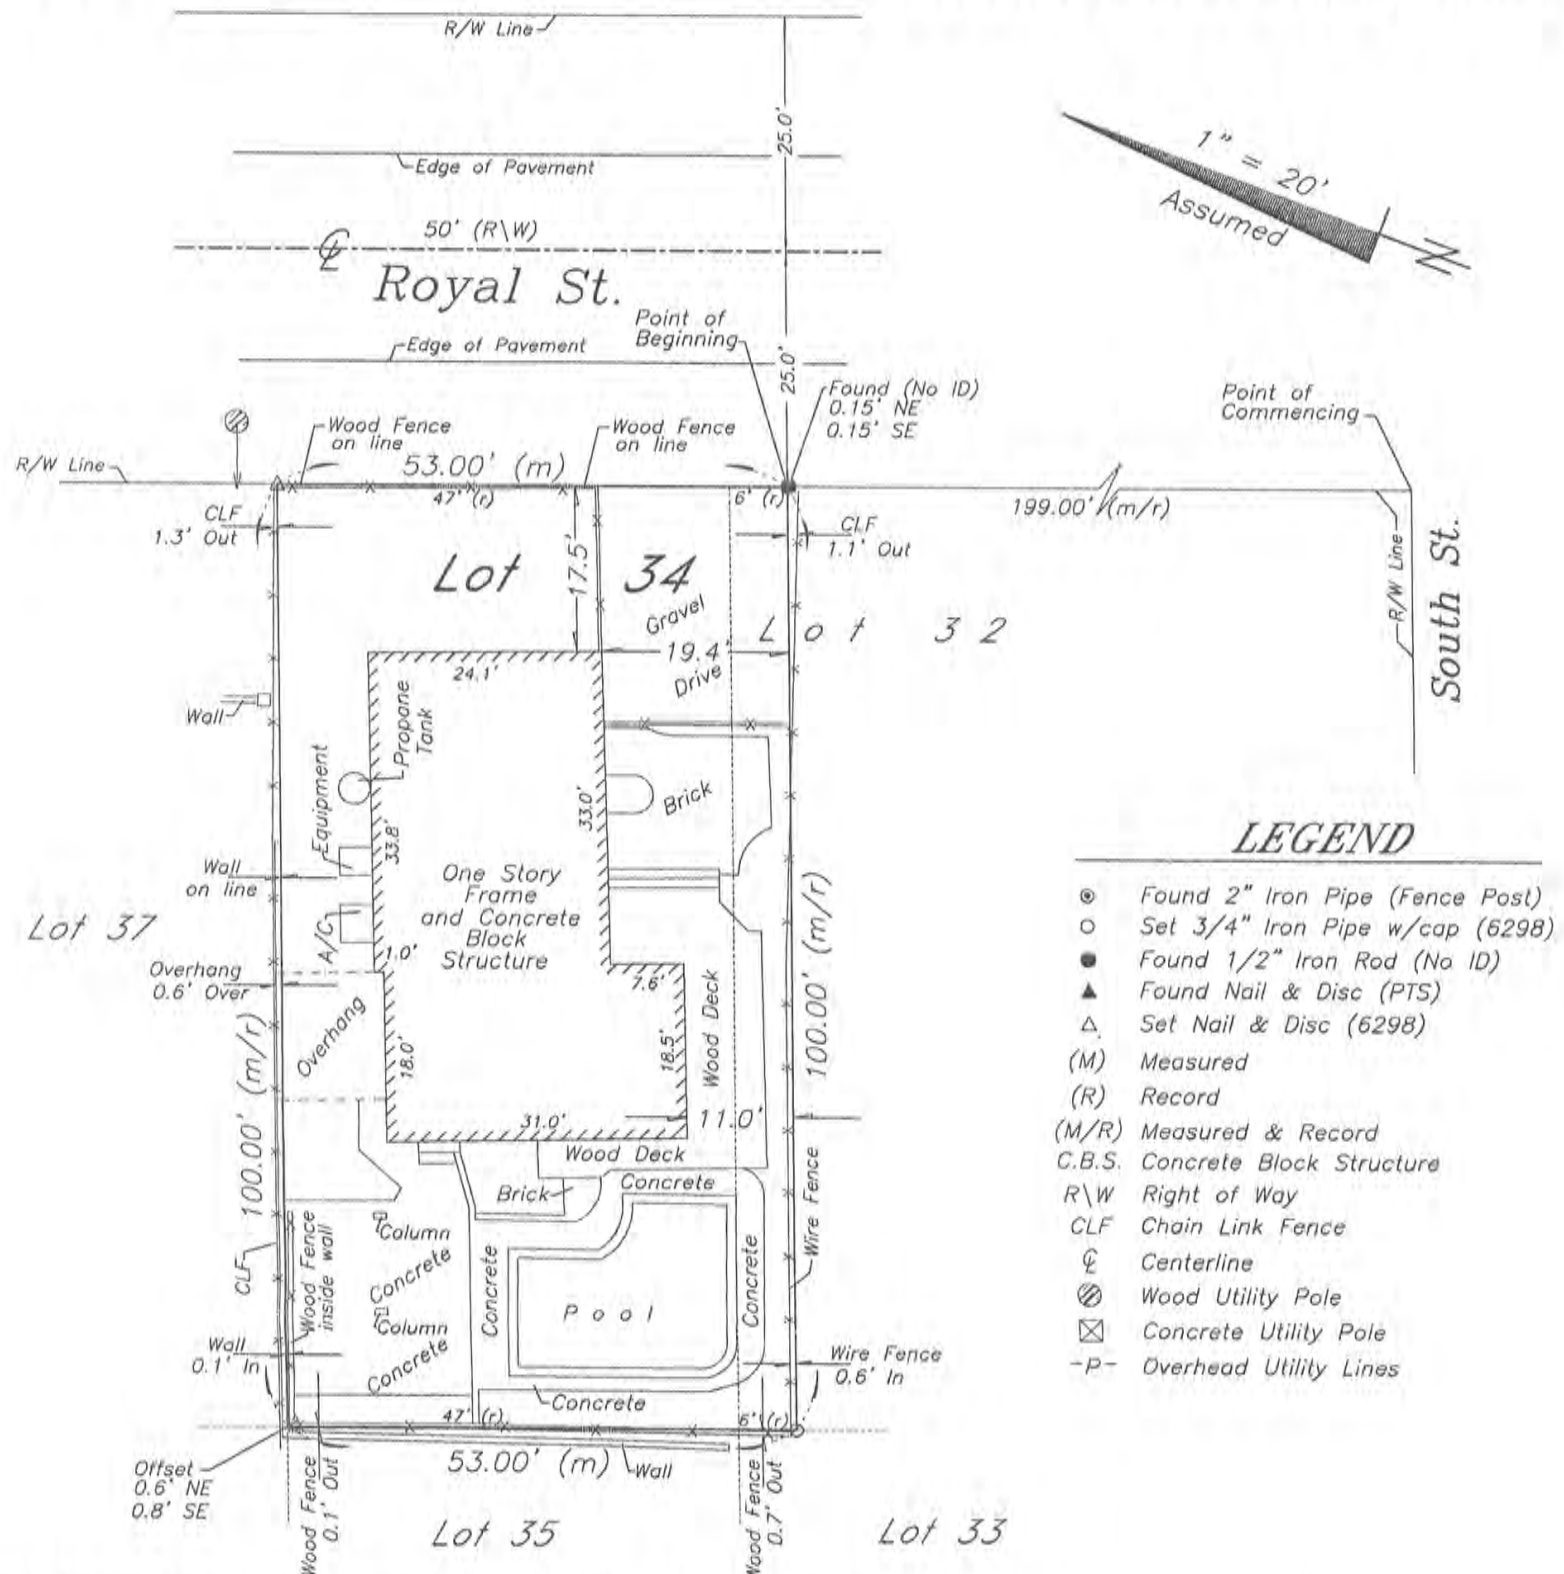 R/W Line
25.0'
Edge of Pavement
1" = 20'
Assumed
N
50' (R\W)
℄
Royal St.
Point of
Beginning
Edge of Pavement
25.0'
Found (No ID)
0.15' NE
0.15' SE
Point of
Commencing
Wood Fence
on line
Wood Fence
on line
R/W Line
53.00' (m)
47' (r)
6' (r)
199.00' (m/r)
CLF
1.3' Out
CLF
1.1' Out
R/W Line
South St.
Lot 34
17.5'
Gravel
Drive
Lot 32
19.4'
24.1'
Wall
Propane
Tank
Equipment
33.8'
33.0'
Brick
Wall
on line
One Story
Frame
and Concrete
Block
Structure
Lot 37
A/C
1.0'
Overhang
0.6' Over
7.6'
Overhang
18.0'
18.5'
Wood Deck
100.00' (m/r)
100.00' (m/r)
31.0'
11.0'
Wood Deck
Concrete
Brick
CLF
Wood Fence
inside wall
Column
Concrete
Column
Concrete
Concrete
Pool
Concrete
Wire Fence
Wall
0.1' In
Wire Fence
0.6' In
Concrete
47' (r)
6' (r)
53.00' (m)
Wall
Offset
0.6' NE
0.8' SE
Wood Fence
0.1' Out
Wood Fence
0.7' Out
Lot 35
Lot 33
LEGEND
Found 2" Iron Pipe (Fence Post)
Set 3/4" Iron Pipe w/cap (6298)
Found 1/2" Iron Rod (No ID)
Found Nail & Disc (PTS)
Set Nail & Disc (6298)
(M) Measured
(R) Record
(M/R) Measured & Record
C.B.S. Concrete Block Structure
R\W Right of Way
CLF Chain Link Fence
℄ Centerline
Wood Utility Pole
Concrete Utility Pole
-P- Overhead Utility Lines